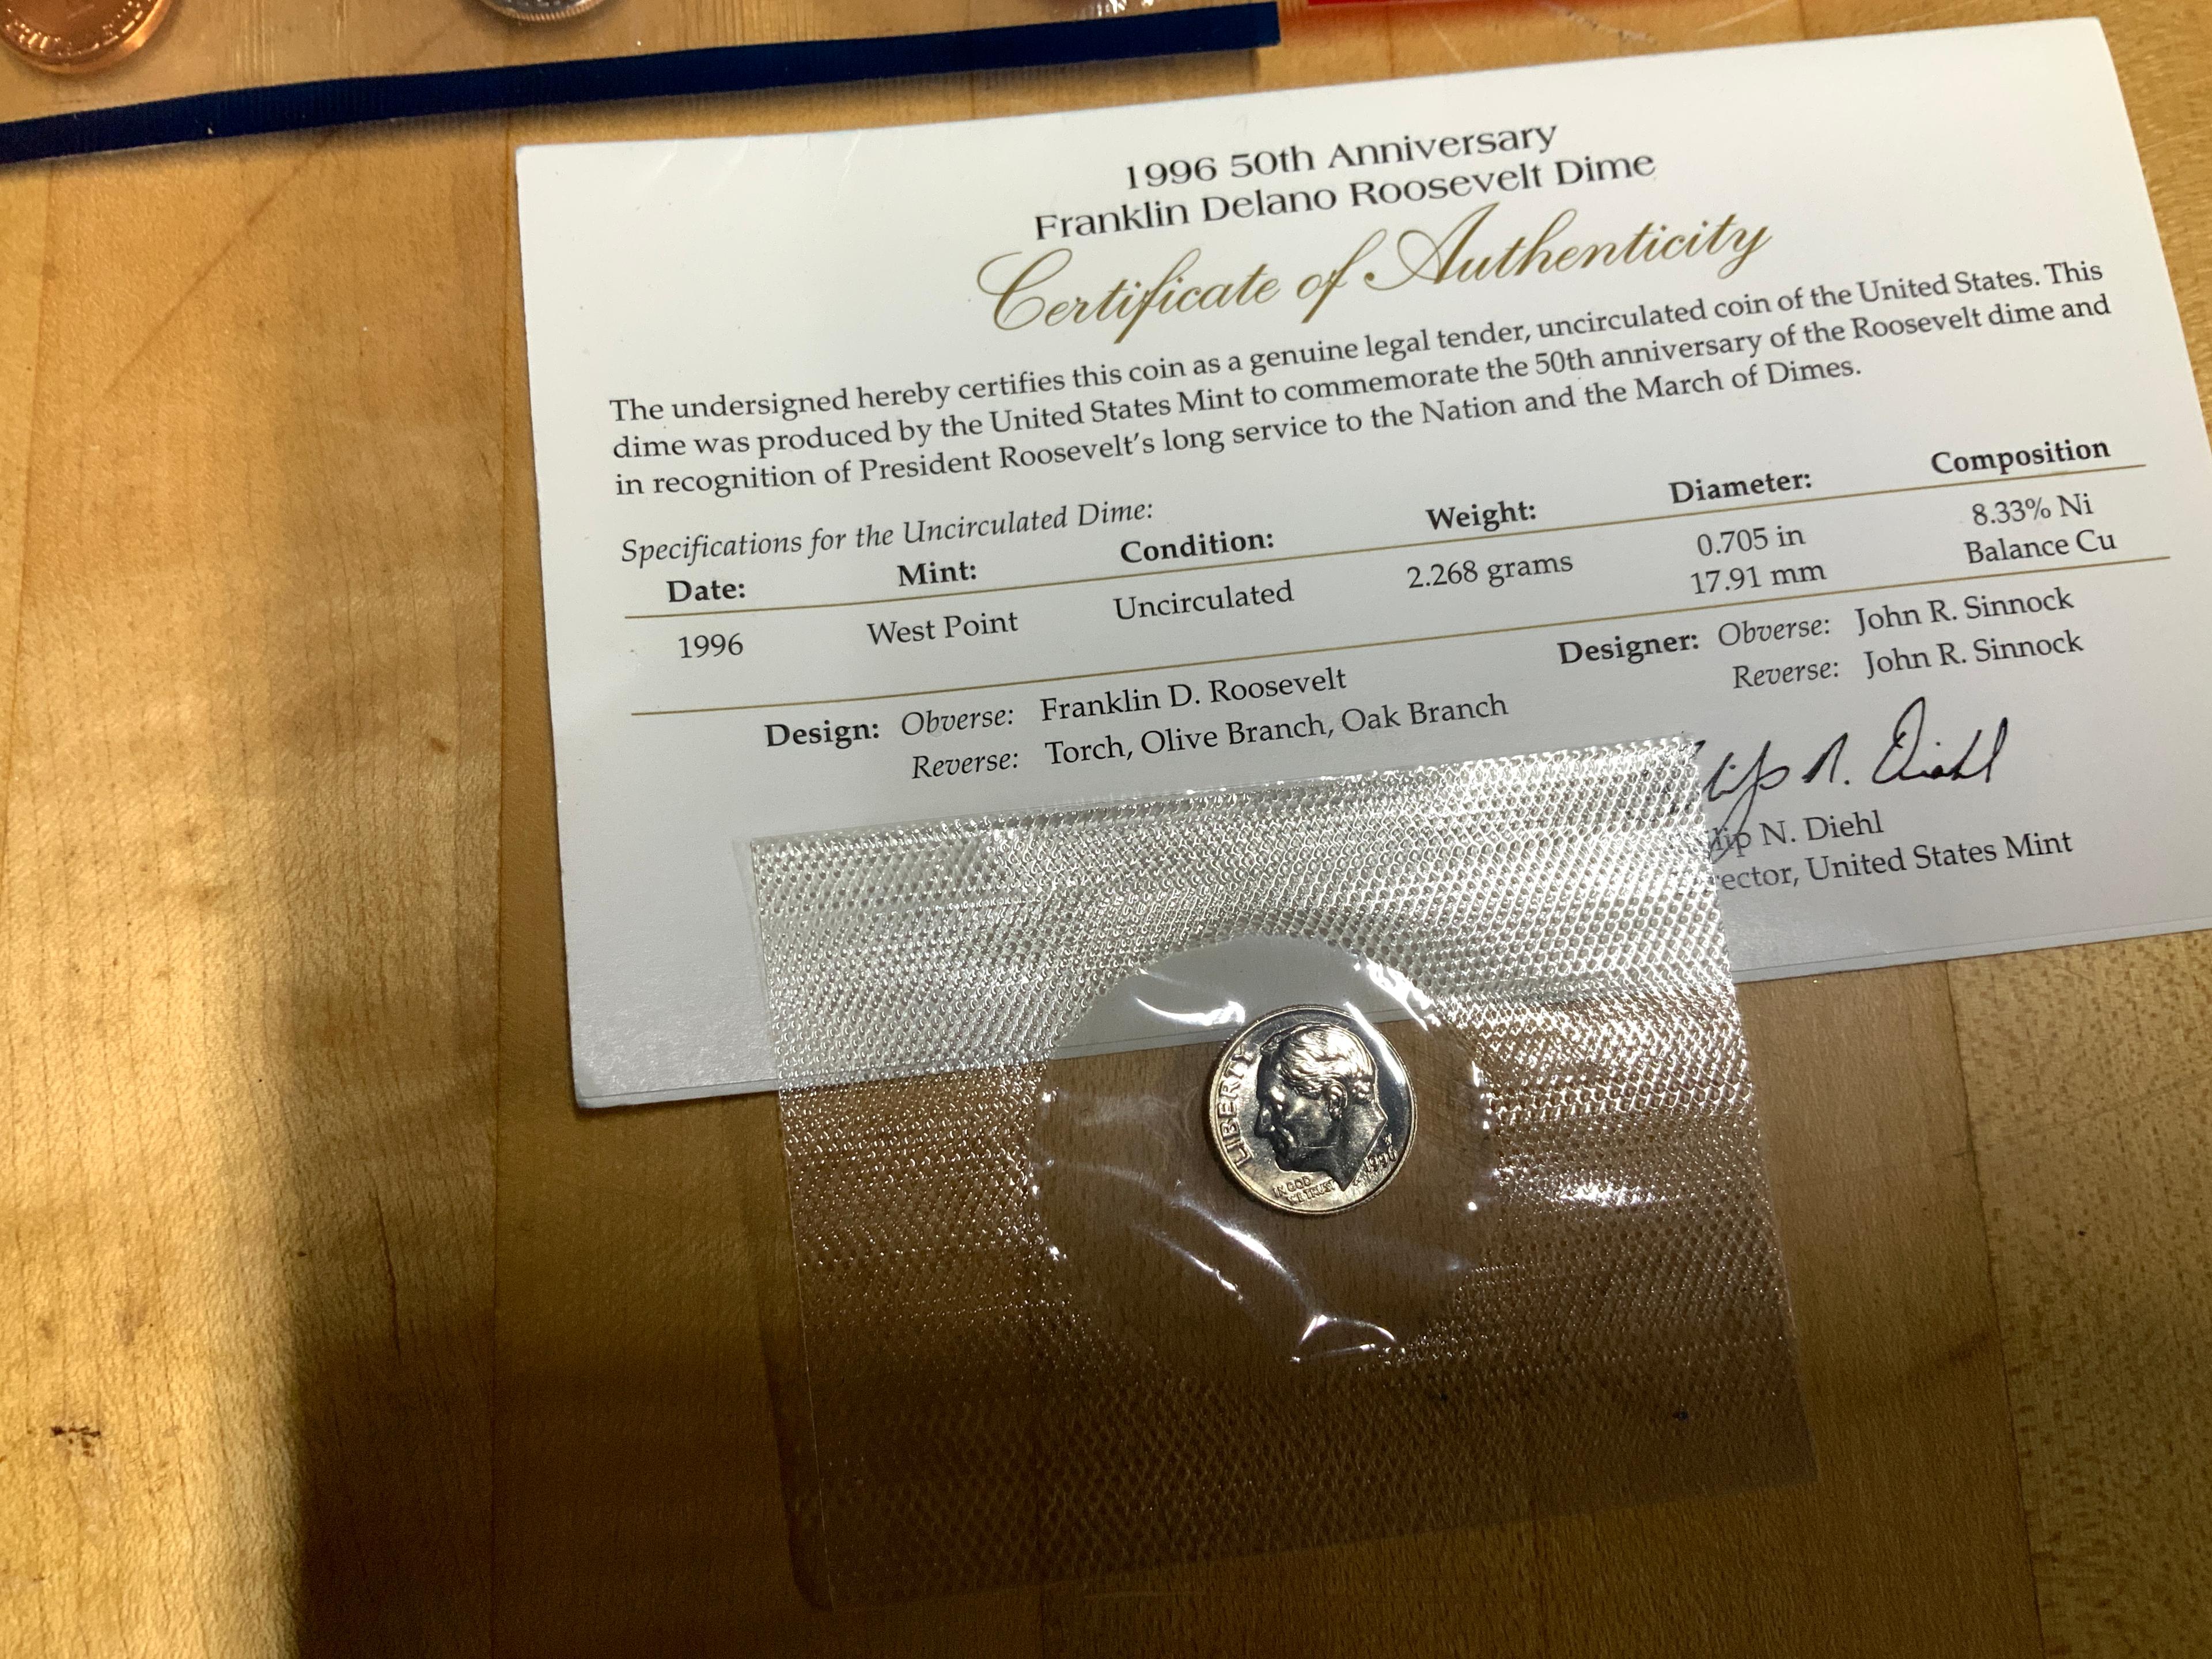 1996 50th Anniversary
Franklin Delano Roosevelt Dime
Certificate of Authenticity
The undersigned hereby certifies this coin as a genuine legal tender, uncirculated coin of the United States. This
dime was produced by the United States Mint to commemorate the 50th anniversary of the Roosevelt dime and
in recognition of President Roosevelt's long service to the Nation and the March of Dimes.
Specifications for the Uncirculated Dime:
Date: Mint: Condition: Weight: Diameter: Composition
1996 West Point Uncirculated 2.268 grams 0.705 in 8.33% Ni
17.91 mm Balance Cu
Design: Obverse: Franklin D. Roosevelt
Reverse: Torch, Olive Branch, Oak Branch
Designer: Obverse: John R. Sinnock
Reverse: John R. Sinnock
N. Diehl
lip N. Diehl
rector, United States Mint
LIBERTY
IN GOD
WE TRUST
W
1996